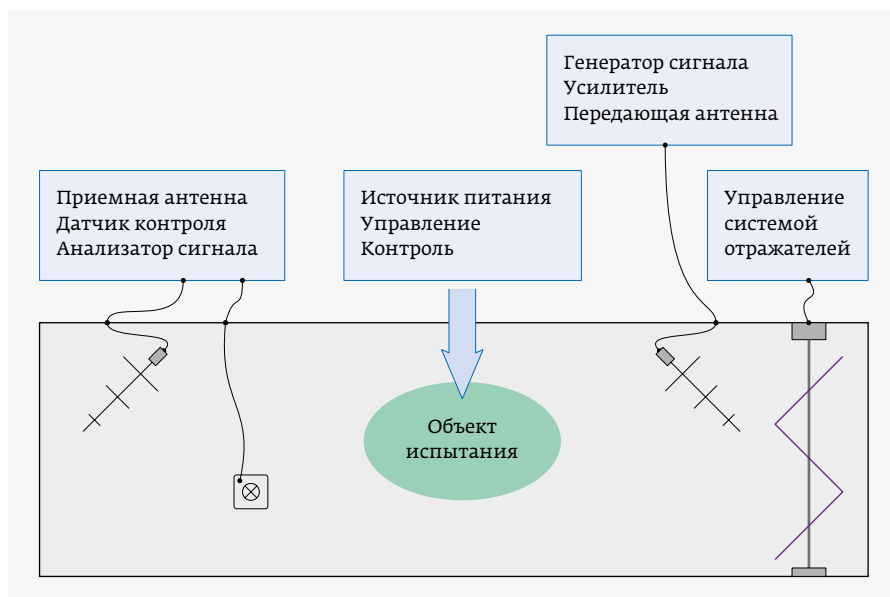 Генератор сигнала
Усилитель
Передающая антенна
Приемная антенна
Датчик контроля
Анализатор сигнала
Источник питания
Управление
Контроль
Управление
системой
отражателей
Объект
испытания